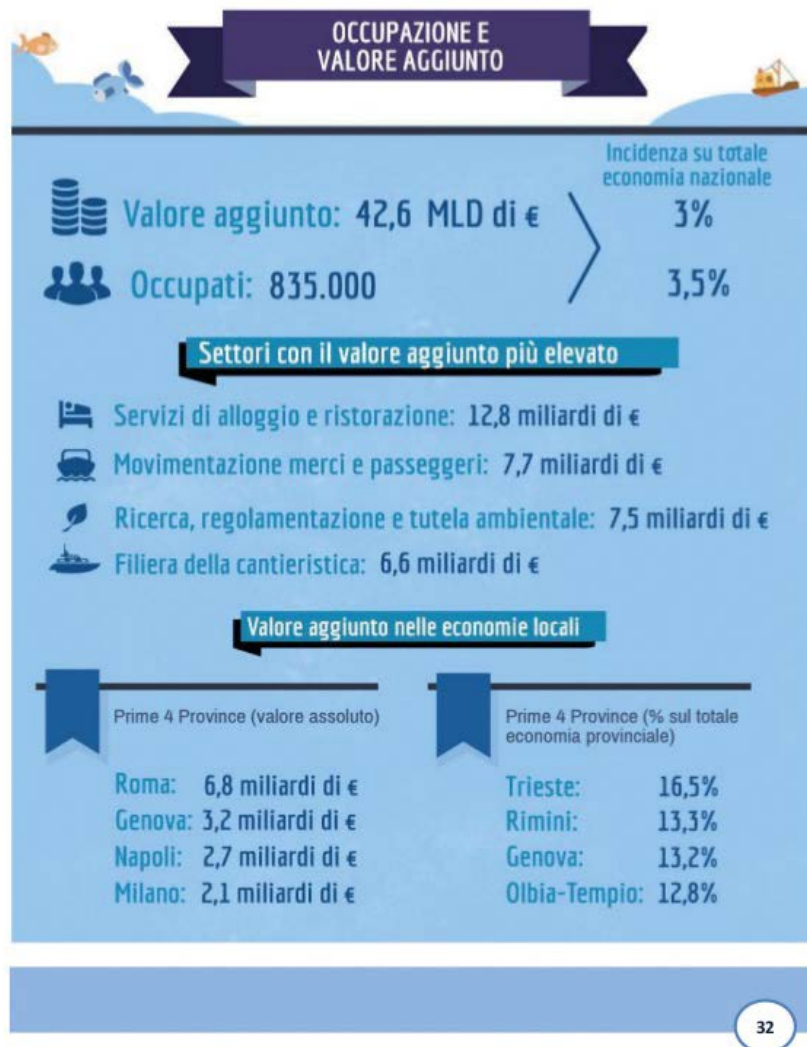 OCCUPAZIONE E
VALORE AGGIUNTO
Incidenza su totale
economia nazionale
Valore aggiunto: 42,6 MLD di €
3%
Occupati: 835.000
3,5%
Settori con il valore aggiunto più elevato
Servizi di alloggio e ristorazione: 12,8 miliardi di €
Movimentazione merci e passeggeri: 7,7 miliardi di €
Ricerca, regolamentazione e tutela ambientale: 7,5 miliardi di €
Filiera della cantieristica: 6,6 miliardi di €
Valore aggiunto nelle economie locali
Prime 4 Province (valore assoluto)
Roma: 6,8 miliardi di €
Genova: 3,2 miliardi di €
Napoli: 2,7 miliardi di €
Milano: 2,1 miliardi di €
Prime 4 Province (% sul totale
economia provinciale)
Trieste: 16,5%
Rimini: 13,3%
Genova: 13,2%
Olbia-Tempio: 12,8%
32